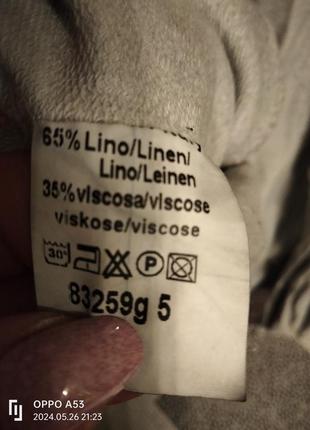 65% Lino/Linen/
Lino/Leinen
35% viscosa/viscose
viskose/viscose
30° P
83259g 5
OPPO A53
2024.05.26 21:23